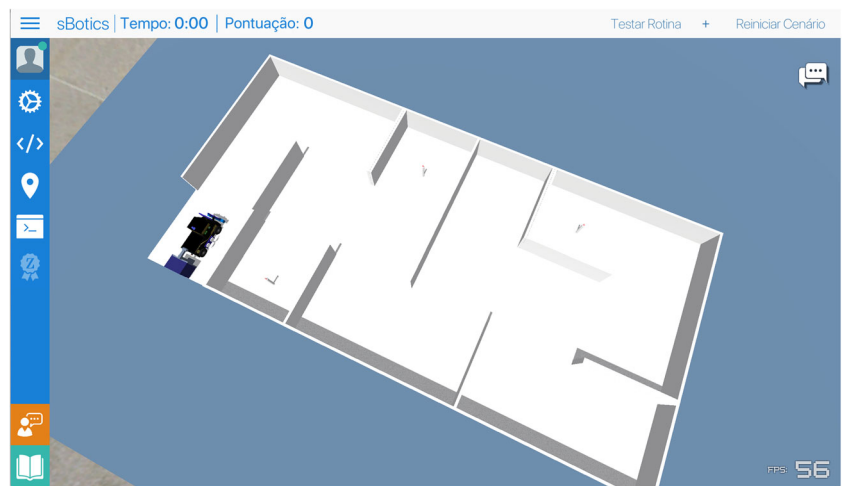 sBotics | Tempo: 0:00 | Pontuação: 0
Testar Rotina + Reiniciar Cenário
</>
>_
FPS: 56